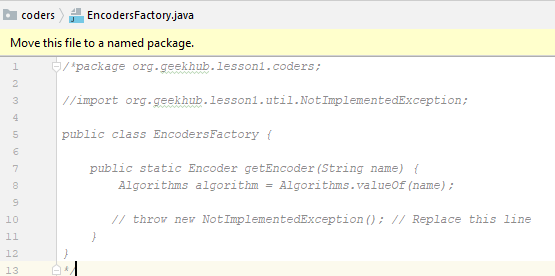 coders EncodersFactory.java
Move this file to a named package.
1 /*package org.geekhub.lesson1.coders;
2
3 //import org.geekhub.lesson1.util.NotImplementedException;
4
5 public class EncodersFactory {
6
7 public static Encoder getEncoder(String name) {
8 Algorithms algorithm = Algorithms.valueOf(name);
9
10 // throw new NotImplementedException(); // Replace this line
11 }
12 }
13 */